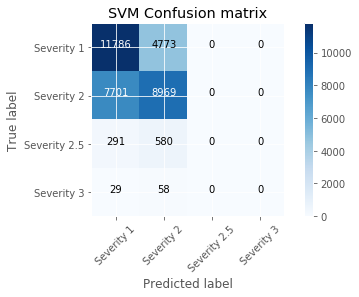 SVM Confusion matrix
Severity 1 11786 4773 0 0
Severity 2 7701 8969 0 0
Severity 2.5 291 580 0 0
Severity 3 29 58 0 0
Severity 1 Severity 2 Severity 2.5 Severity 3
True label
Predicted label
10000
8000
6000
4000
2000
0